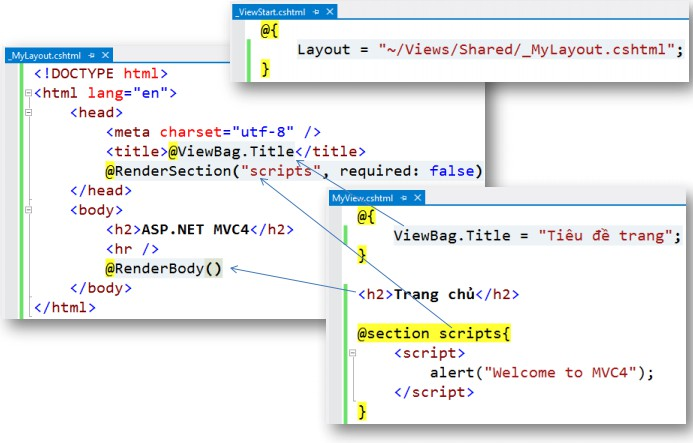 _ViewStart.cshtml
@{
Layout = "~/Views/Shared/_MyLayout.cshtml";
}
_MyLayout.cshtml
<!DOCTYPE html>
<html lang="en">
<head>
<meta charset="utf-8" />
<title>@ViewBag.Title</title>
@RenderSection("scripts", required: false)
</head>
<body>
<h2>ASP.NET MVC4</h2>
<hr />
@RenderBody()
</body>
</html>
MyView.cshtml
@{
ViewBag.Title = "Tiêu đề trang";
}
<h2>Trang chủ</h2>
@section scripts{
<script>
alert("Welcome to MVC4");
</script>
}